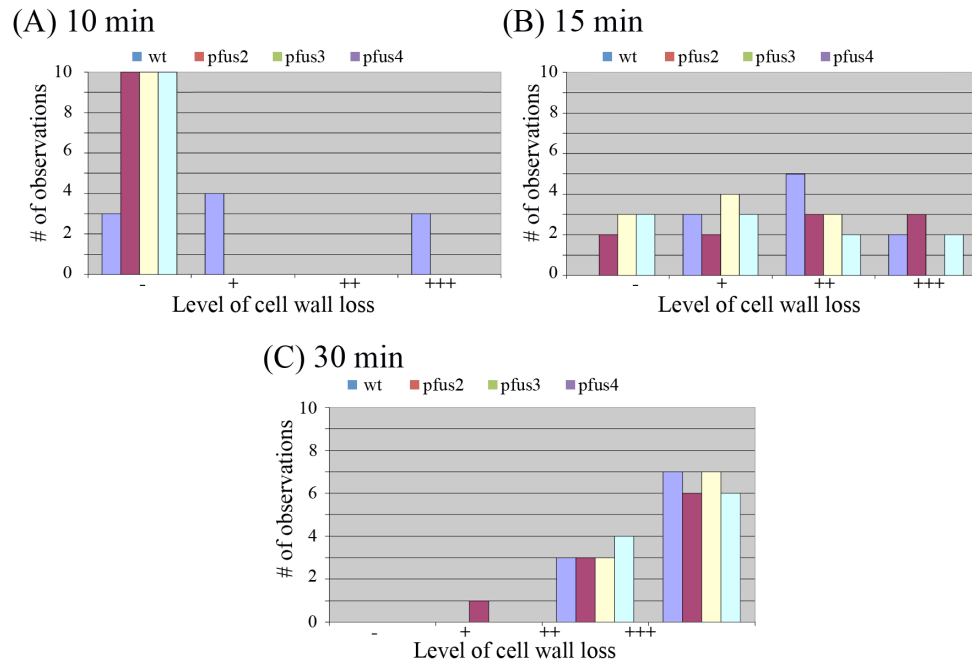 (A) 10 min
wt pfus2 pfus3 pfus4
10
8
6
4
2
0
# of observations
- + ++ +++
Level of cell wall loss
(B) 15 min
wt pfus2 pfus3 pfus4
10
8
6
4
2
0
# of observations
- + ++ +++
Level of cell wall loss
(C) 30 min
wt pfus2 pfus3 pfus4
10
8
6
4
2
0
# of observations
- + ++ +++
Level of cell wall loss